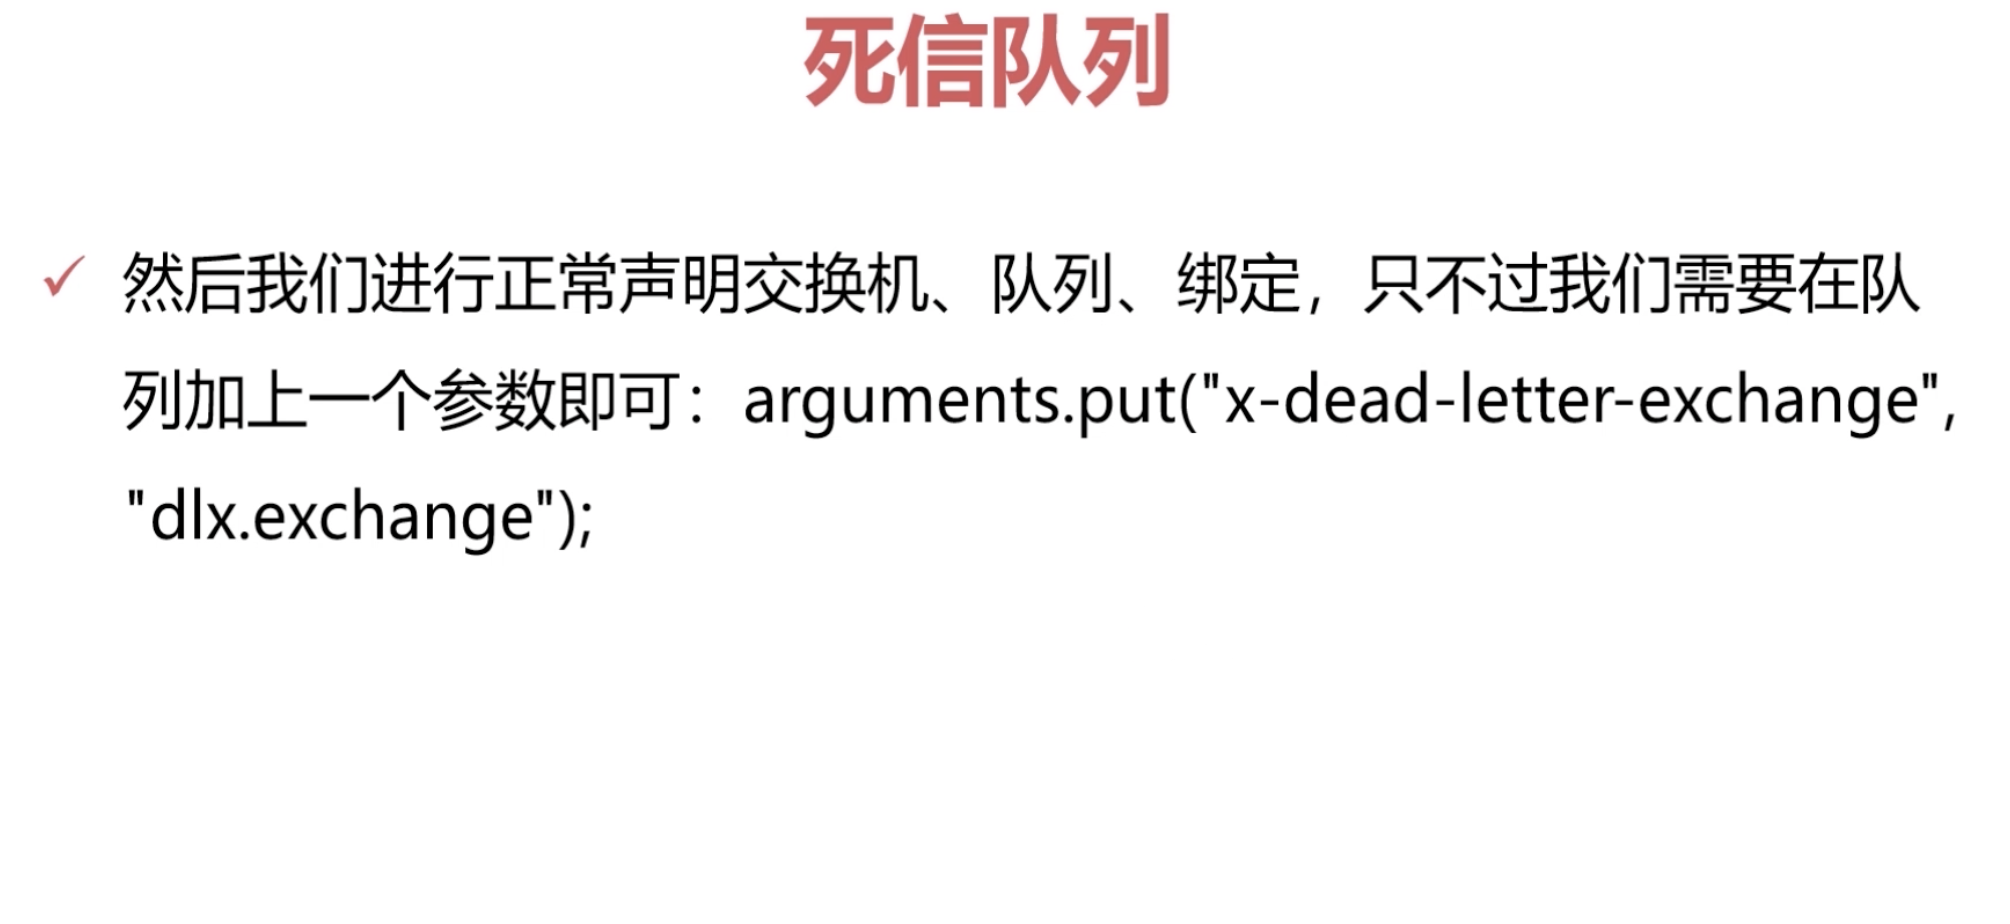 死信队列
然后我们进行正常声明交换机、队列、绑定，只不过我们需要在队
列加上一个参数即可：arguments.put("x-dead-letter-exchange",
"dlx.exchange");